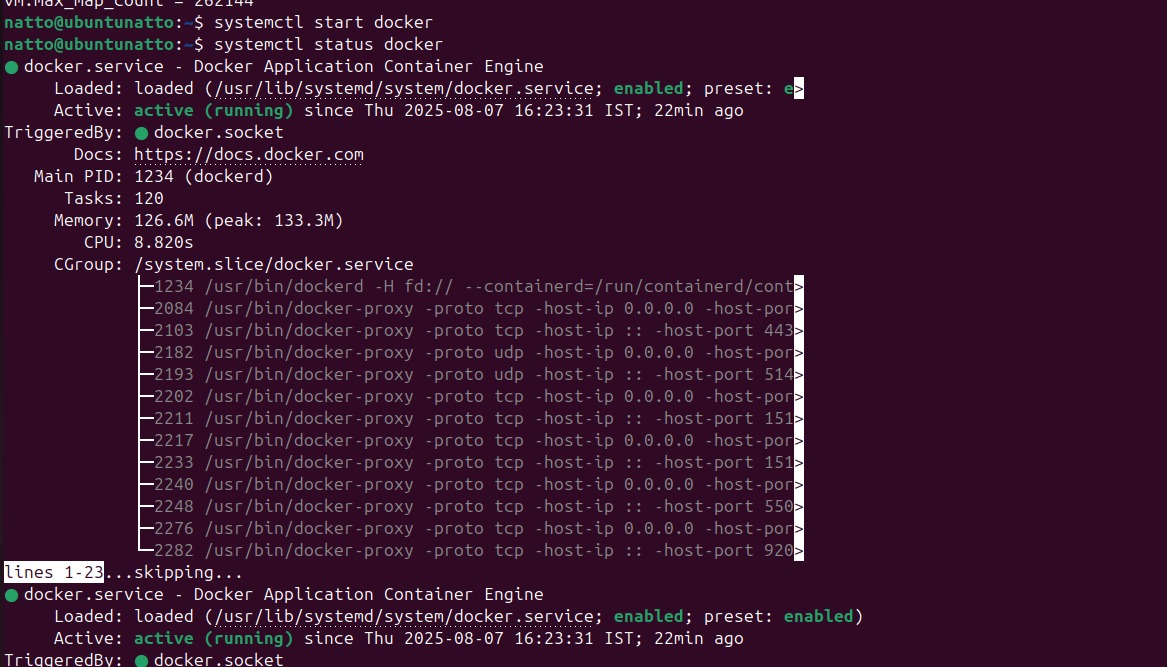 vm.max_map_count = 262144
natto@ubuntunatto:~$ systemctl start docker
natto@ubuntunatto:~$ systemctl status docker
● docker.service - Docker Application Container Engine
     Loaded: loaded (/usr/lib/systemd/system/docker.service; enabled; preset: e>
     Active: active (running) since Thu 2025-08-07 16:23:31 IST; 22min ago
TriggeredBy: ● docker.socket
       Docs: https://docs.docker.com
   Main PID: 1234 (dockerd)
      Tasks: 120
     Memory: 126.6M (peak: 133.3M)
        CPU: 8.820s
     CGroup: /system.slice/docker.service
             ├─1234 /usr/bin/dockerd -H fd:// --containerd=/run/containerd/cont>
             ├─2084 /usr/bin/docker-proxy -proto tcp -host-ip 0.0.0.0 -host-por>
             ├─2103 /usr/bin/docker-proxy -proto tcp -host-ip :: -host-port 443>
             ├─2182 /usr/bin/docker-proxy -proto udp -host-ip 0.0.0.0 -host-por>
             ├─2193 /usr/bin/docker-proxy -proto udp -host-ip :: -host-port 514>
             ├─2202 /usr/bin/docker-proxy -proto tcp -host-ip 0.0.0.0 -host-por>
             ├─2211 /usr/bin/docker-proxy -proto tcp -host-ip :: -host-port 151>
             ├─2217 /usr/bin/docker-proxy -proto tcp -host-ip 0.0.0.0 -host-por>
             ├─2233 /usr/bin/docker-proxy -proto tcp -host-ip :: -host-port 151>
             ├─2240 /usr/bin/docker-proxy -proto tcp -host-ip 0.0.0.0 -host-por>
             ├─2248 /usr/bin/docker-proxy -proto tcp -host-ip :: -host-port 550>
             ├─2276 /usr/bin/docker-proxy -proto tcp -host-ip 0.0.0.0 -host-por>
             └─2282 /usr/bin/docker-proxy -proto tcp -host-ip :: -host-port 920>
lines 1-23...skipping...
● docker.service - Docker Application Container Engine
     Loaded: loaded (/usr/lib/systemd/system/docker.service; enabled; preset: enabled)
     Active: active (running) since Thu 2025-08-07 16:23:31 IST; 22min ago
TriggeredBy: ● docker.socket